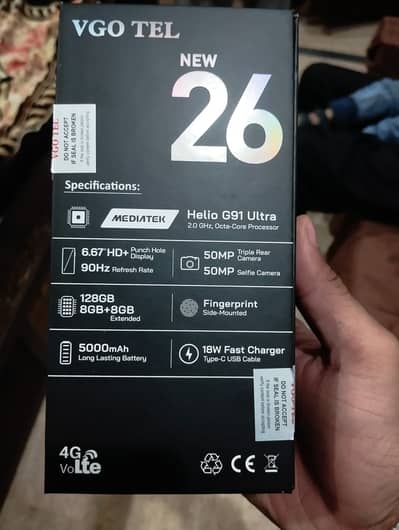 VGO TEL
NEW
26
VGO TEL
DO NOT ACCEPT
IF SEAL IS BROKEN
Specifications:
MEDIATEK
Helio G91 Ultra
2.0 GHz, Octa-Core Processor
6.67"HD+ Punch Hole Display
90Hz Refresh Rate
50MP Triple Rear Camera
50MP Selfie Camera
128GB
8GB+8GB
Extended
Fingerprint
Side-Mounted
5000mAh
Long Lasting Battery
18W Fast Charger
Type-C USB Cable
DO NOT ACCEPT
IF SEAL IS BROKEN
4G
VoLte
CE